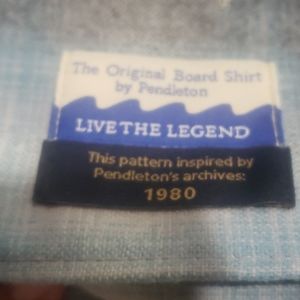 The Original Board Shirt
by Pendleton
LIVE THE LEGEND
This pattern inspired by
Pendleton's archives:
1980